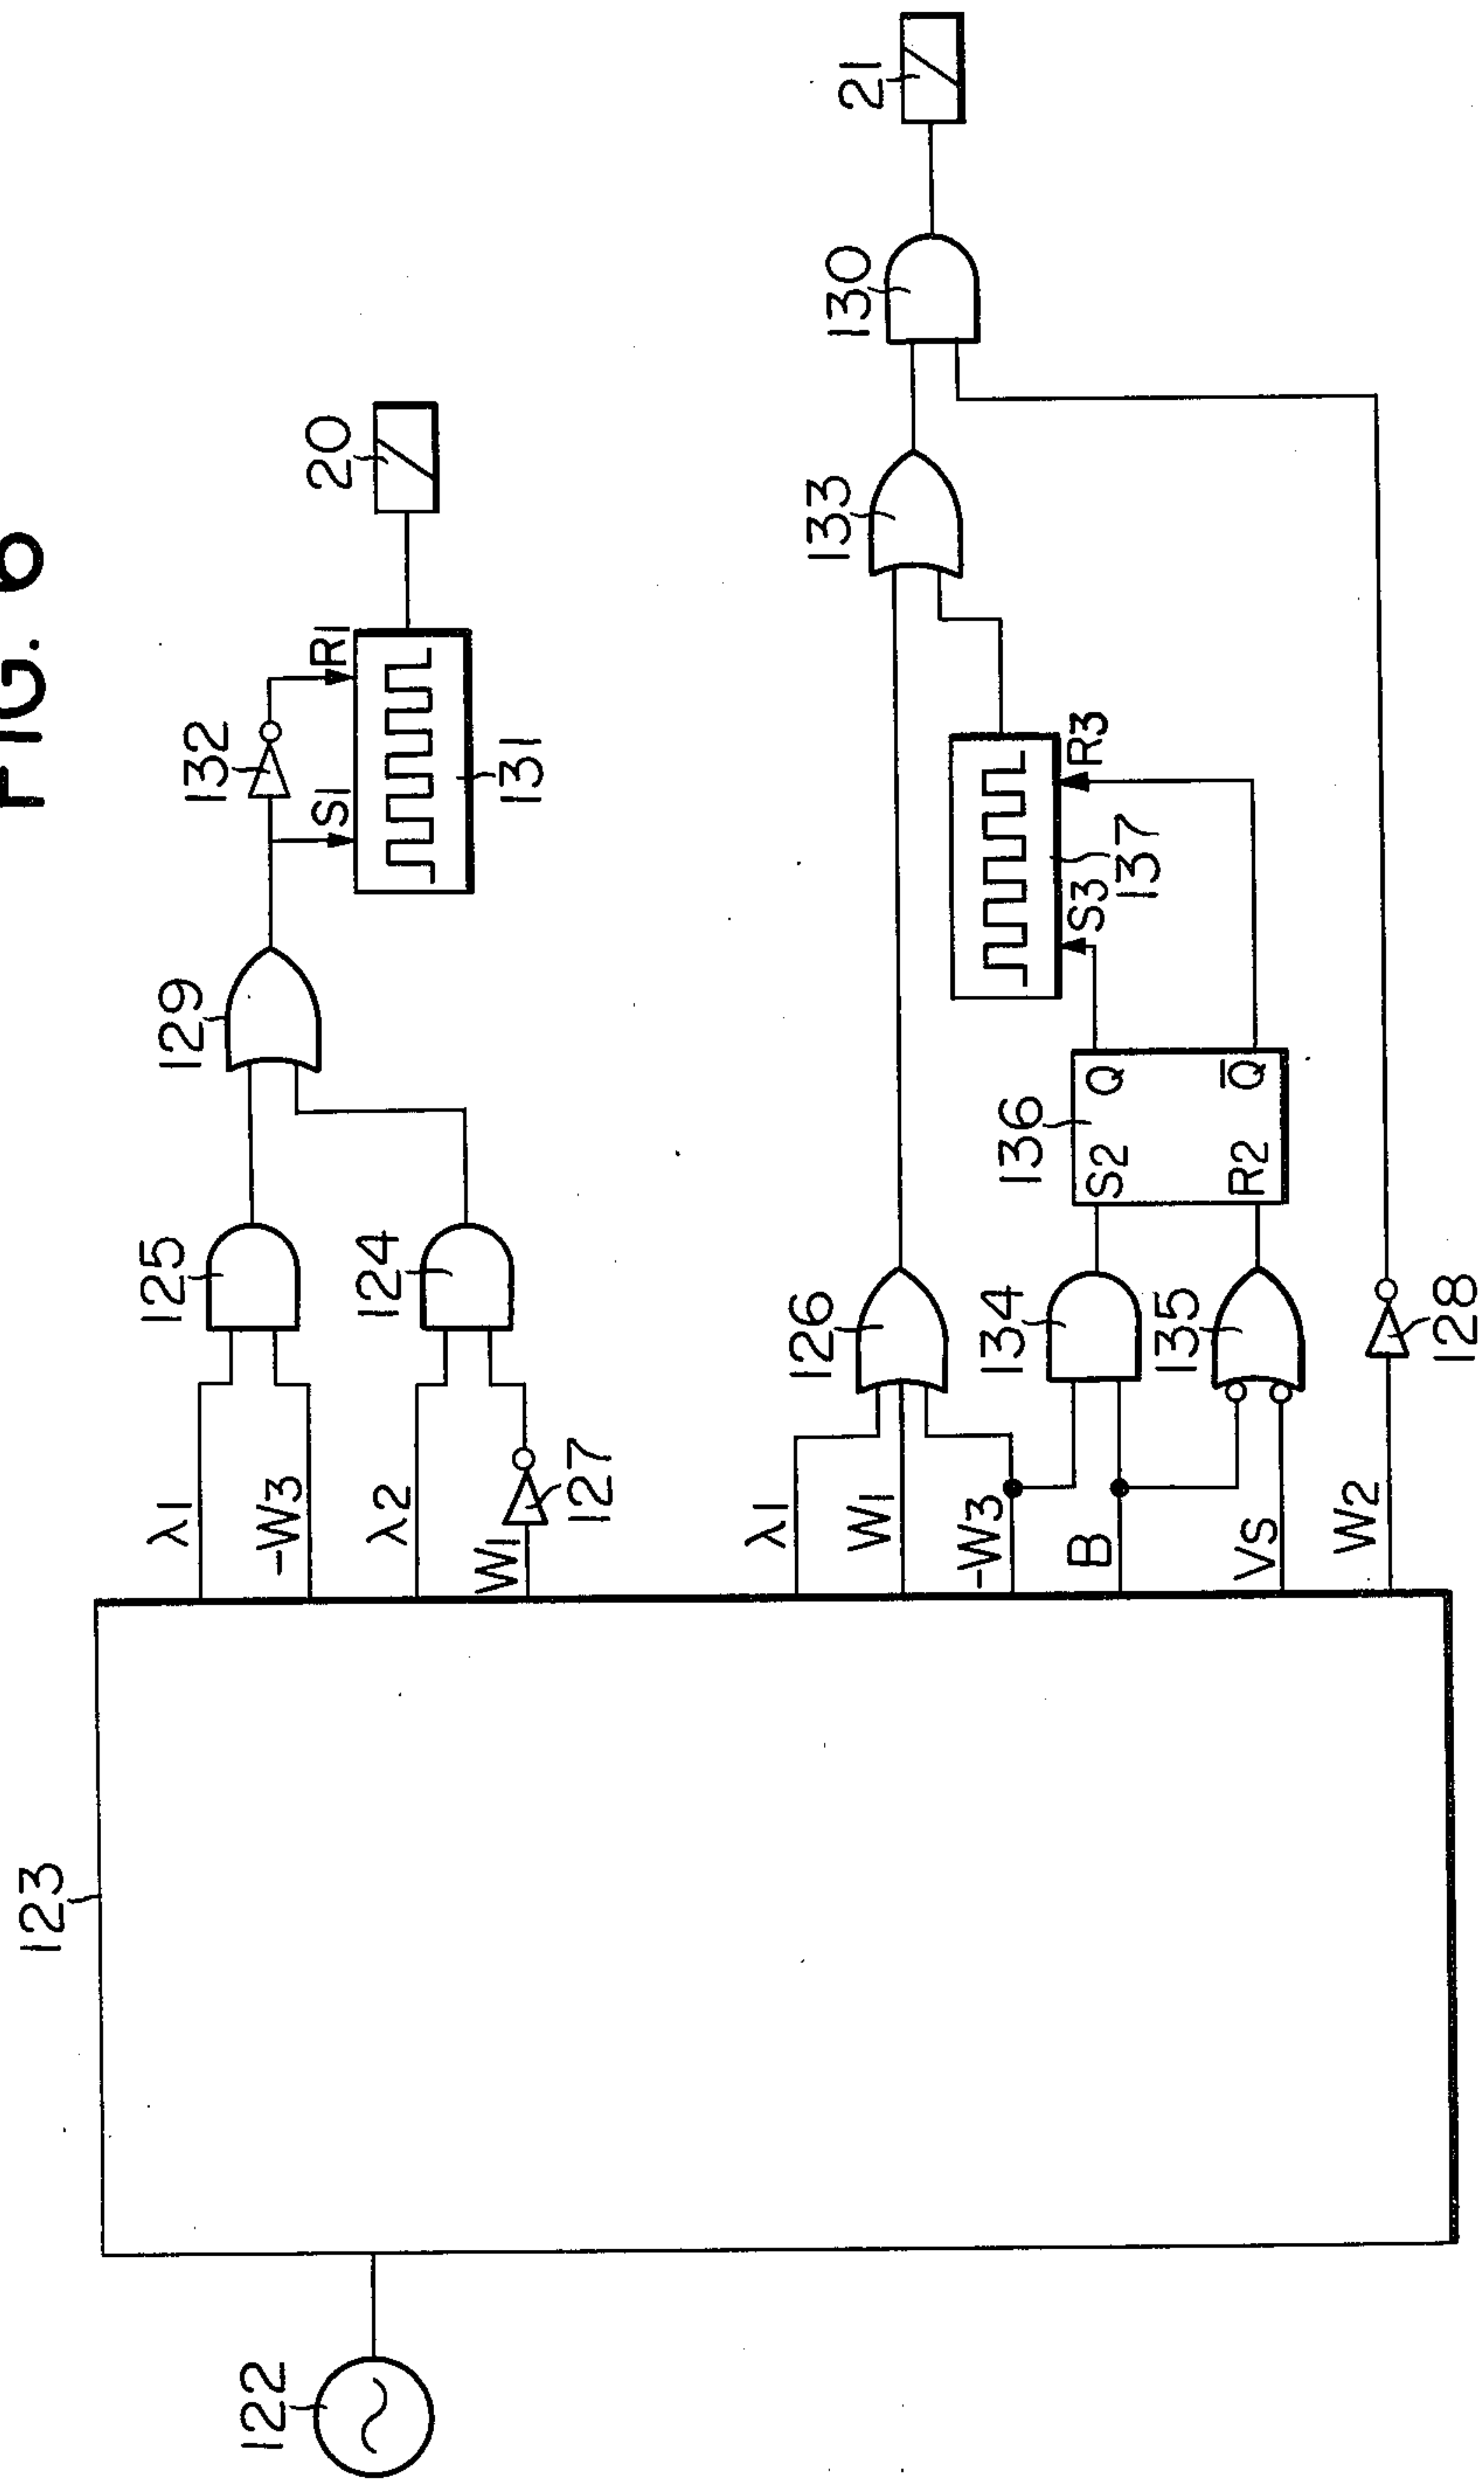 FIG. 6
122
123
λ1
-W3
λ2
W1
127
125
124
129
132
S1
R1
131
20
λ1
W1
-W3
B
VS
W2
126
134
135
128
136
S2
Q
R2
Q̅
S3
R3
137
133
130
21